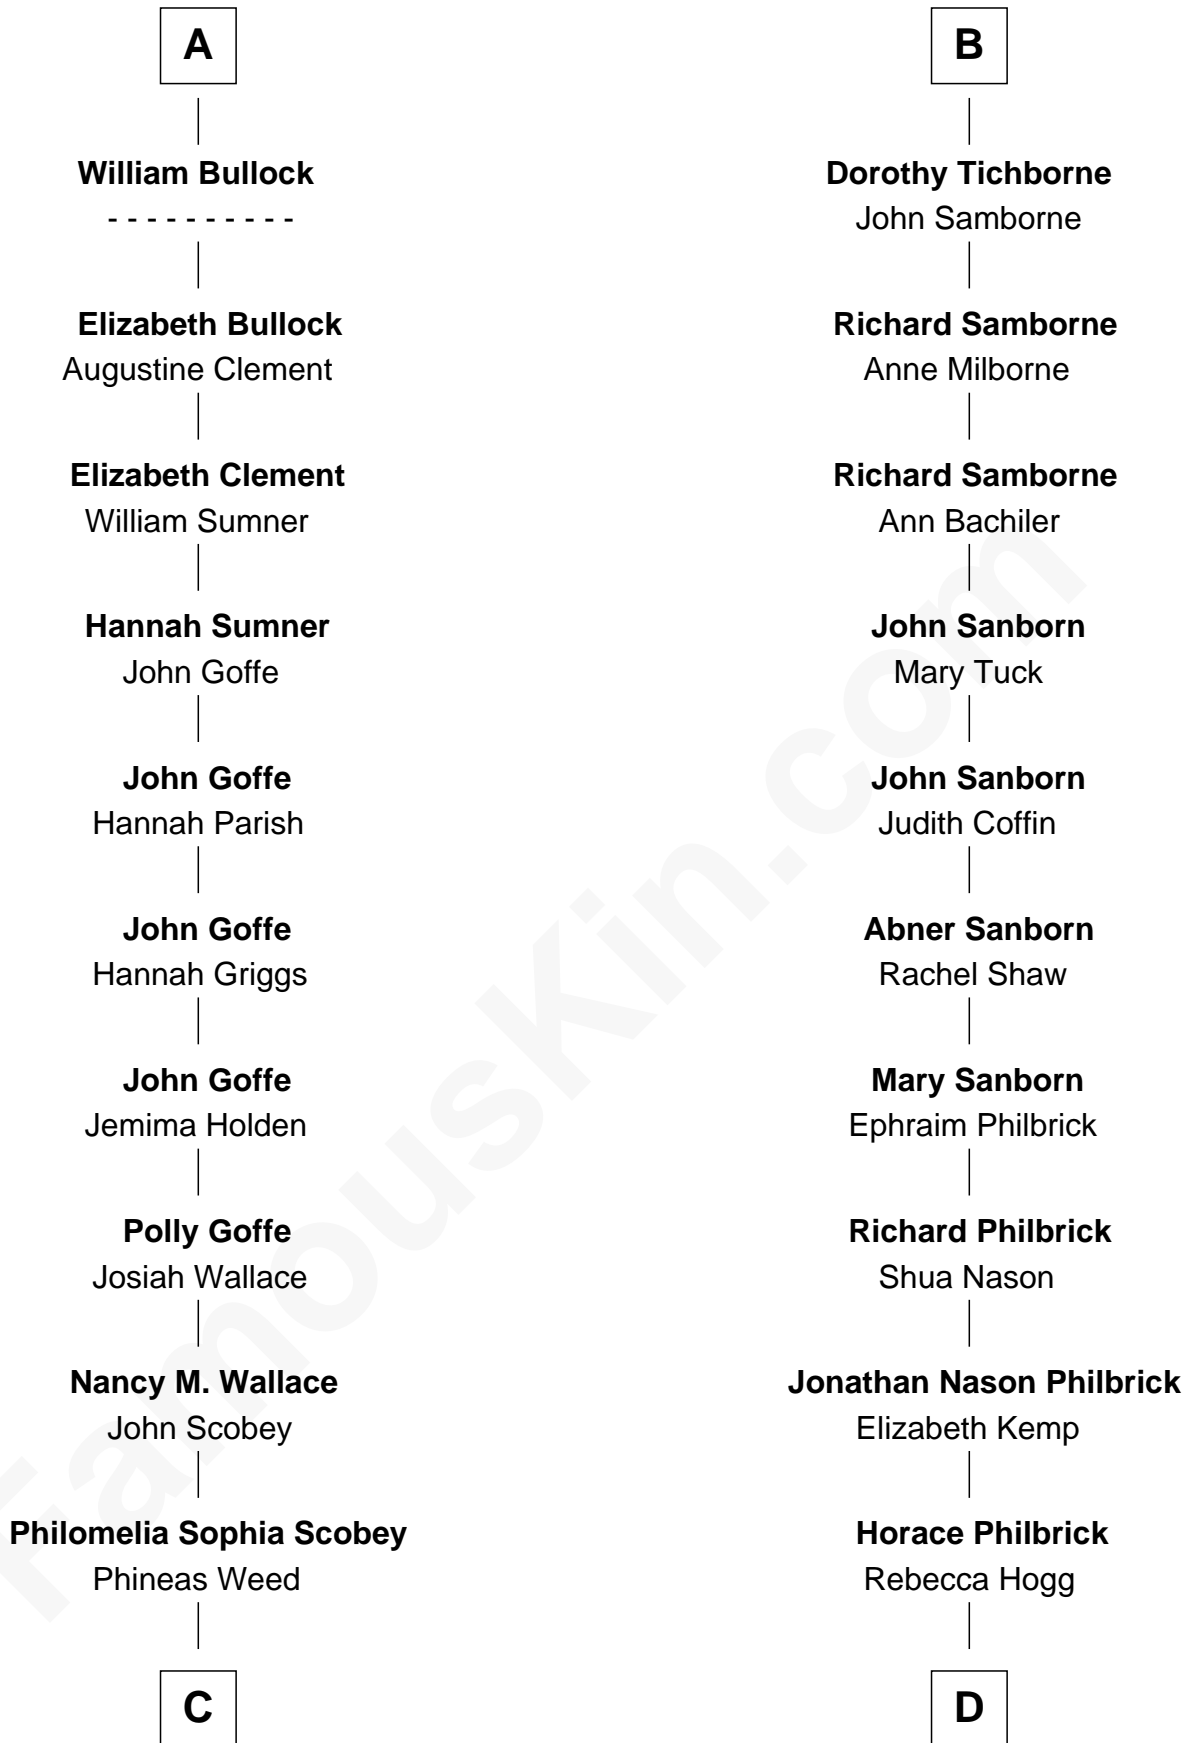 A
William Bullock
- - - - - - - - - -
Elizabeth Bullock
Augustine Clement
Elizabeth Clement
William Sumner
Hannah Sumner
John Goffe
John Goffe
Hannah Parish
John Goffe
Hannah Griggs
John Goffe
Jemima Holden
Polly Goffe
Josiah Wallace
Nancy M. Wallace
John Scobey
Philomelia Sophia Scobey
Phineas Weed
C
B
Dorothy Tichborne
John Samborne
Richard Samborne
Anne Milborne
Richard Samborne
Ann Bachiler
John Sanborn
Mary Tuck
John Sanborn
Judith Coffin
Abner Sanborn
Rachel Shaw
Mary Sanborn
Ephraim Philbrick
Richard Philbrick
Shua Nason
Jonathan Nason Philbrick
Elizabeth Kemp
Horace Philbrick
Rebecca Hogg
D
FamousKin.com